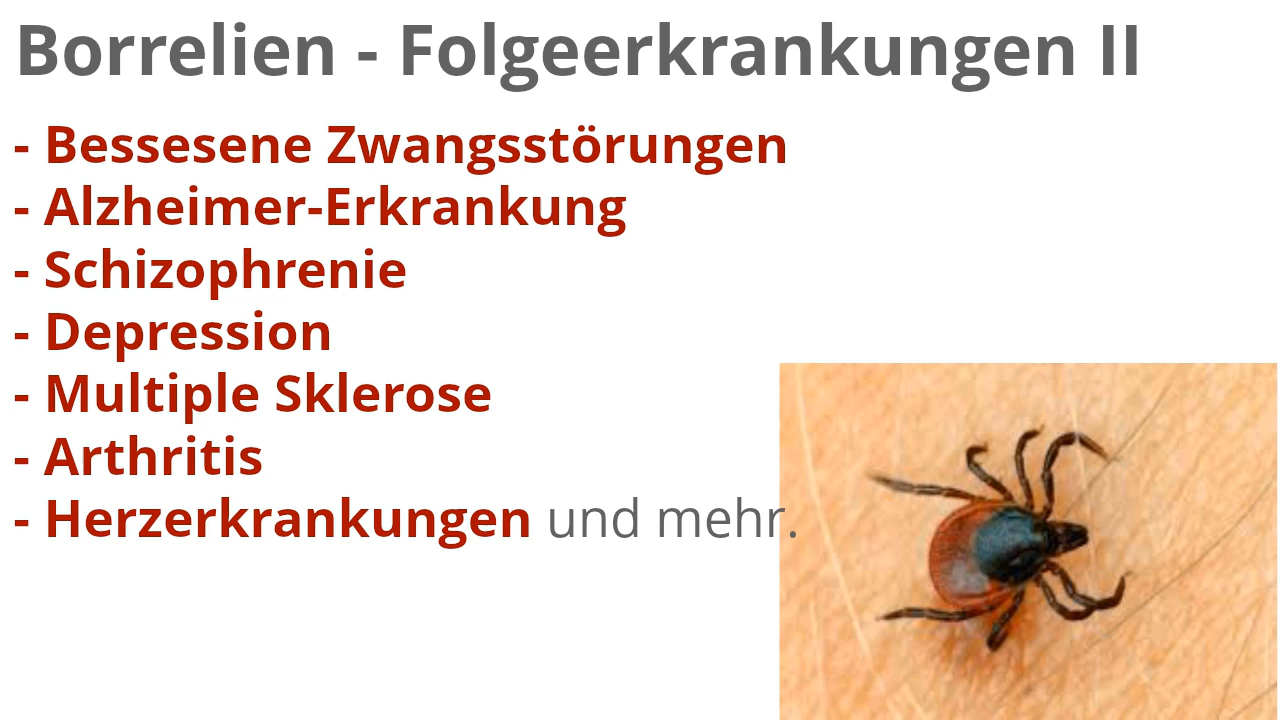 Borrelien - Folgeerkrankungen II
- Bessesene Zwangsstörungen
- Alzheimer-Erkrankung
- Schizophrenie
- Depression
- Multiple Sklerose
- Arthritis
- Herzerkrankungen und mehr.